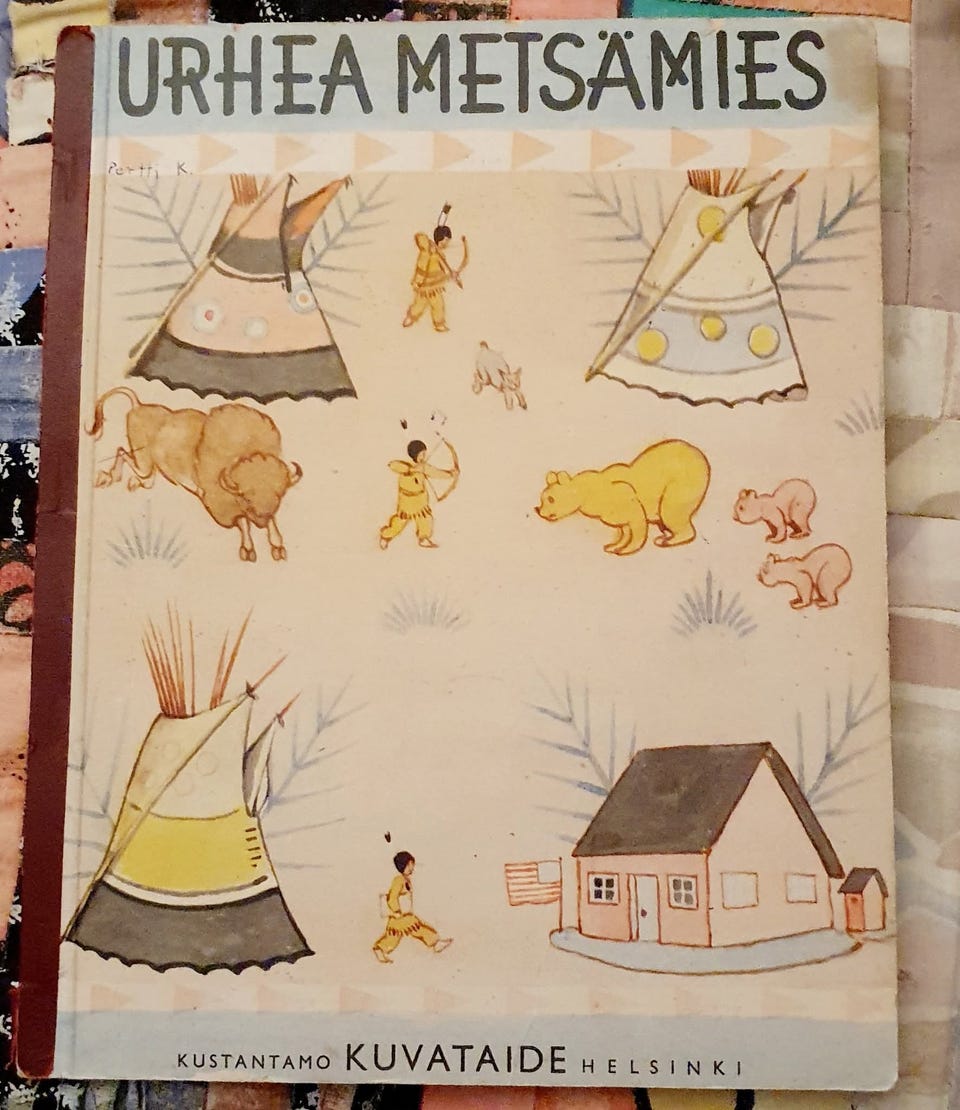 URHEA METSÄMIES
Pertti K.
KUSTANTAMO KUVATAIDE HELSINKI